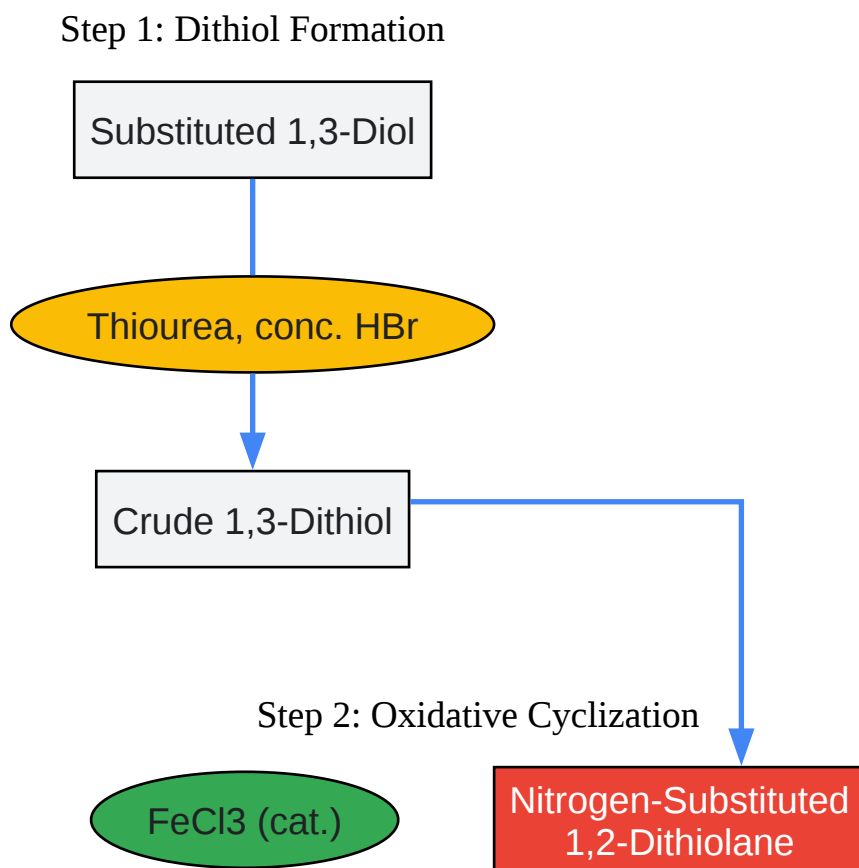 Step 1: Dithiol Formation
Substituted 1,3-Diol
Thiourea, conc. HBr
Crude 1,3-Dithiol
Step 2: Oxidative Cyclization
FeCl3 (cat.)
Nitrogen-Substituted
1,2-Dithiolane